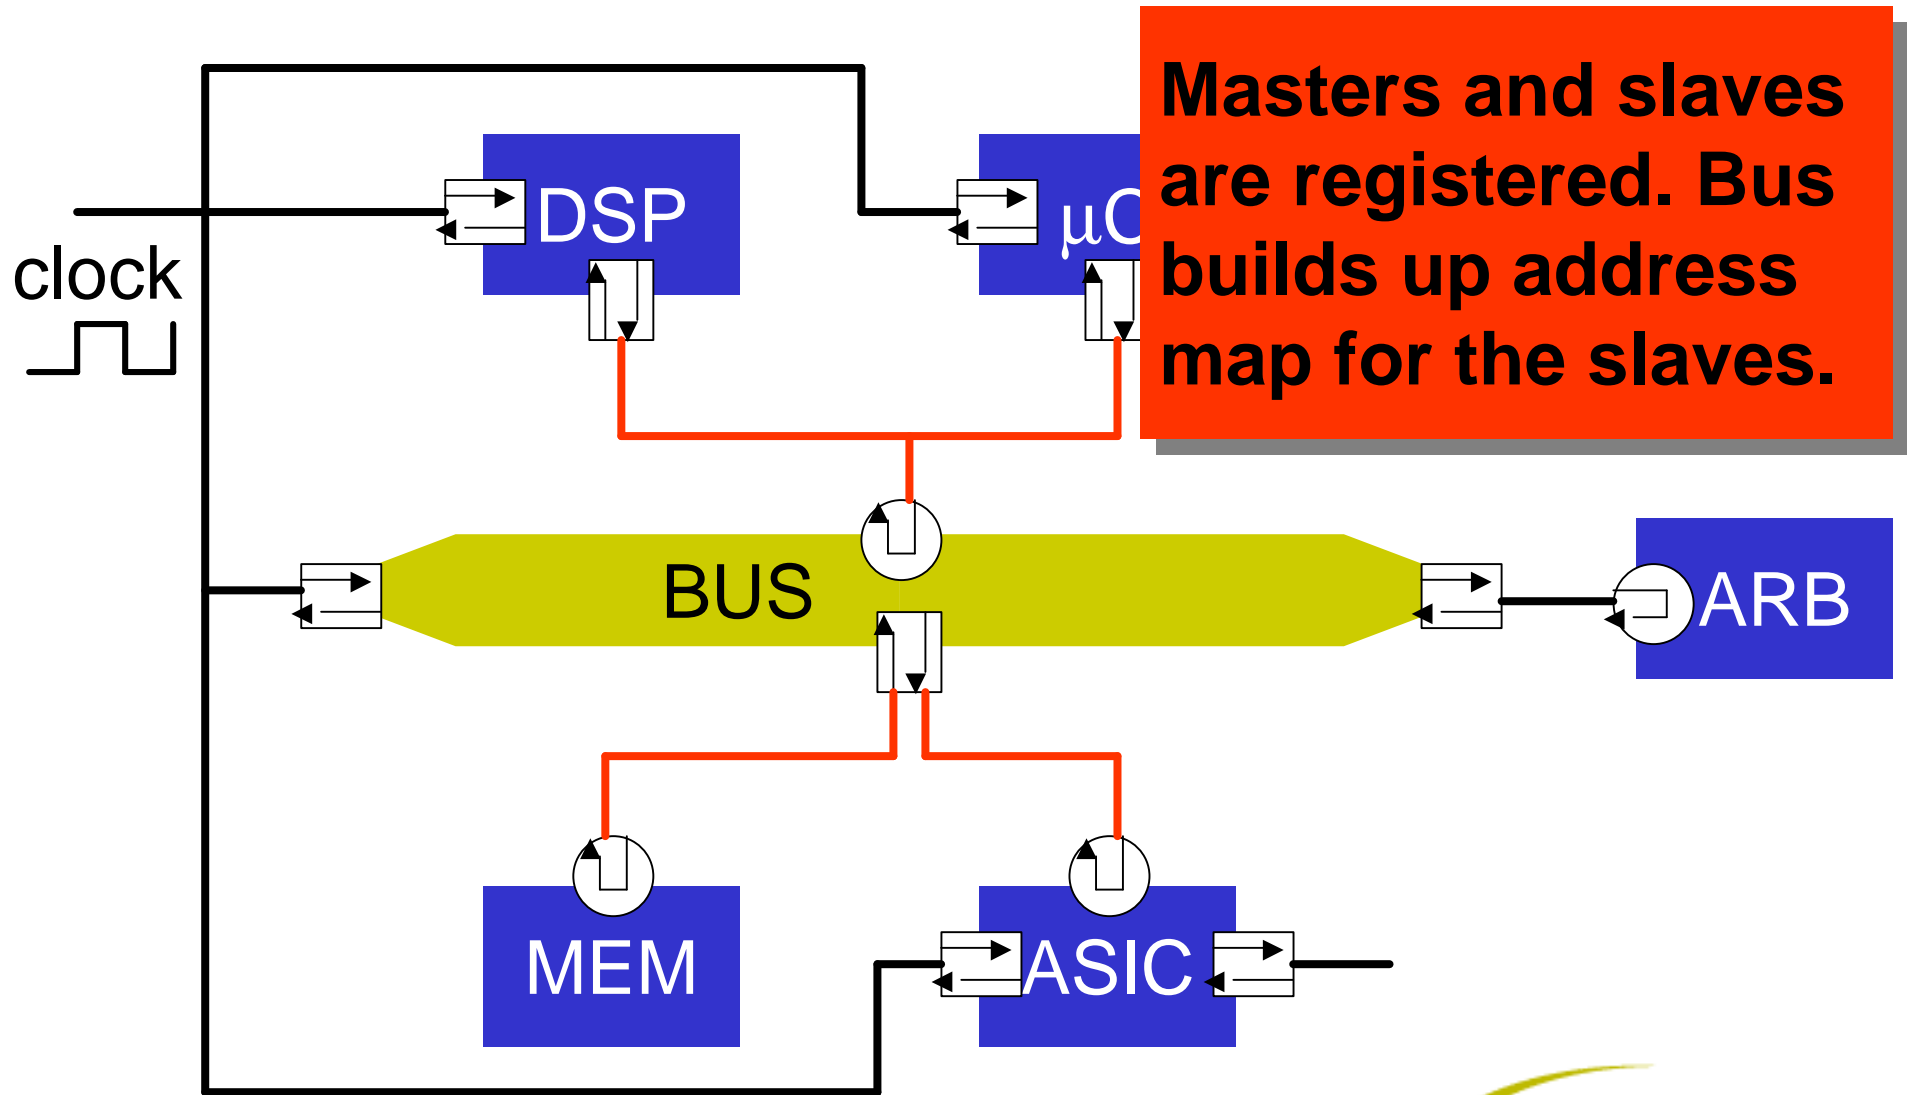 Masters and slaves
are registered. Bus
builds up address
map for the slaves.
DSP
clock
BUS
ARB
MEM
ASIC